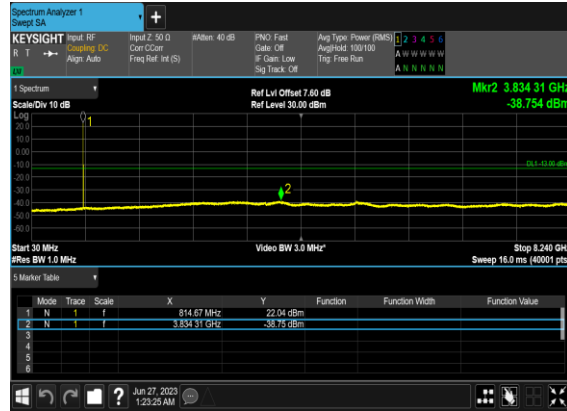 Spectrum Analyzer 1
Swept SA
+
KEYSIGHT Input: RF Input Z: 50 Ω #Atten: 40 dB PNO: Fast Avg Type: Power (RMS) 1 2 3 4 5 6
R T Coupling: DC Corr CCorr Gate: Off Avg|Hold: 100/100 A W W W W W
Align: Auto Freq Ref: Int (S) IF Gain: Low Trig: Free Run
Sig Track: Off A N N N N N
1 Spectrum Ref Lvl Offset 7.60 dB Mkr2 3.834 31 GHz
Scale/Div 10 dB Ref Level 30.00 dBm -38.754 dBm
Log
20.0
10.0
0.00
-10.0
-20.0
-30.0
-40.0
-50.0
-60.0
1
2
DL1 -13.00 dBm
Start 30 MHz Video BW 3.0 MHz* Stop 8.240 GHz
#Res BW 1.0 MHz Sweep 16.0 ms (40001 pts)
5 Marker Table
Mode Trace Scale X Y Function Function Width Function Value
1 N 1 f 814.67 MHz 22.04 dBm
2 N 1 f 3.834 31 GHz -38.75 dBm
3
4
5
6
? Jun 27, 2023
1:23:25 AM